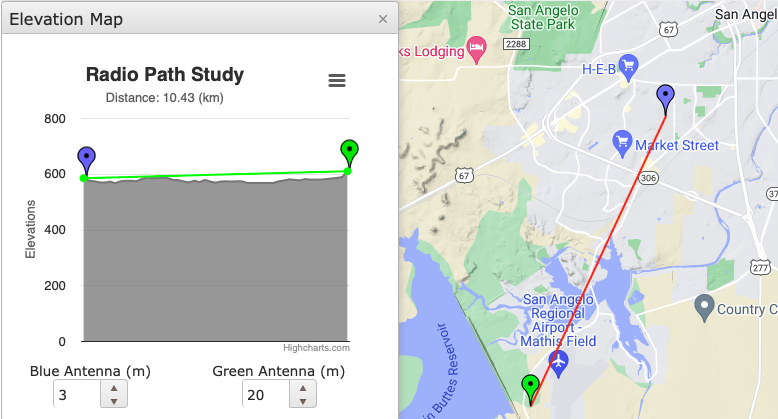 Elevation Map
×
Radio Path Study
Distance: 10.43 (km)
800
600
400
200
0
Elevations
Highcharts.com
Blue Antenna (m)
3
Green Antenna (m)
20
San Angelo
State Park
San Angelo
67
ks Lodging
2288
H-E-B
Market Street
67
306
277
San Angelo
Regional
Airport -
Mathis Field
Country C
in Buttes Reservoir